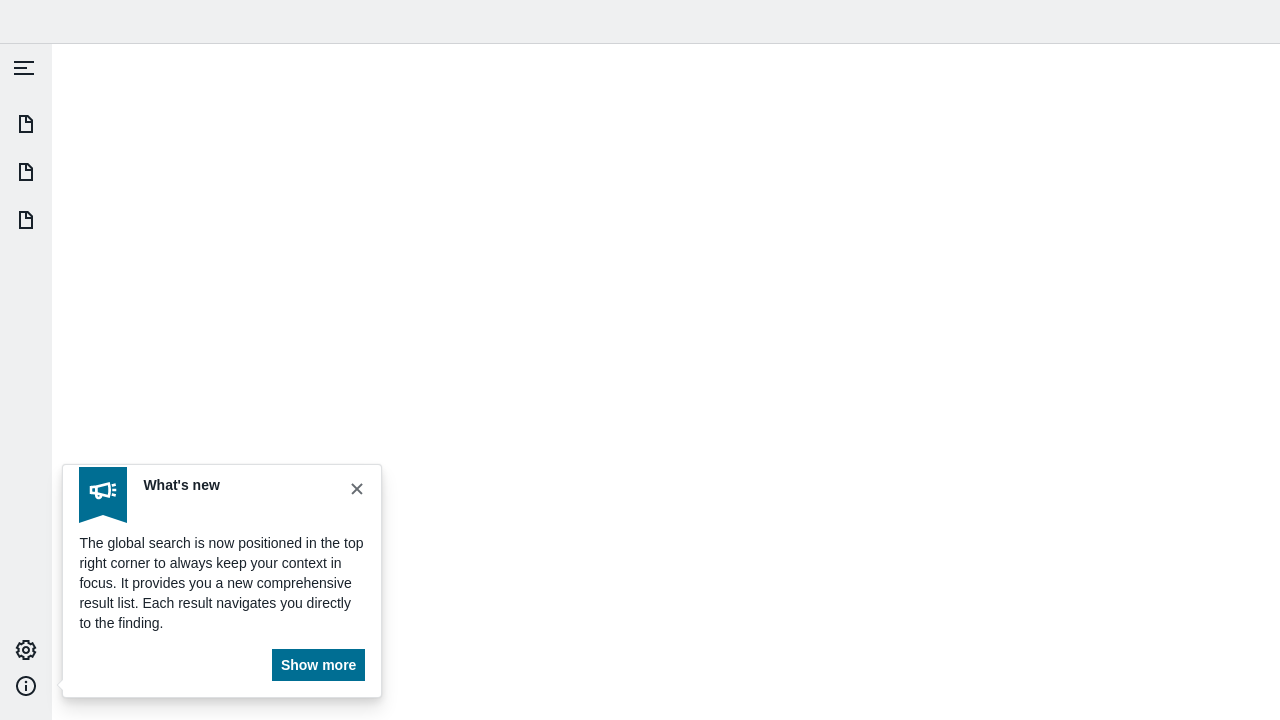 What's new
The global search is now positioned in the top
right corner to always keep your context in
focus. It provides you a new comprehensive
result list. Each result navigates you directly
to the finding.
Show more